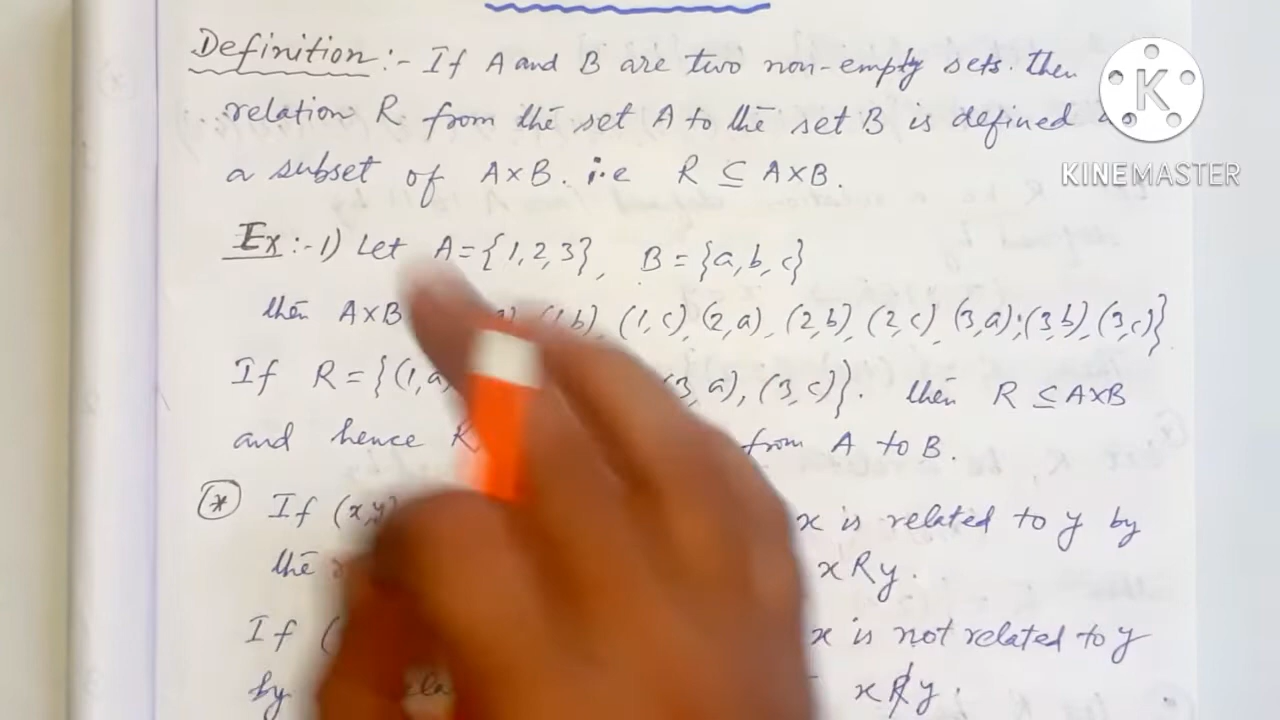 Definition :- If A and B are two non-empty sets. then
relation R from the set A to the set B is defined
a subset of A×B. i.e R ⊆ A×B.
Ex :- 1) Let A = {1, 2, 3}, B = {a, b, c}
then A×B (1, b), (1, c) (2, a), (2, b), (2, c) (3, a), (3, b), (3, c)}
If R = {(1, a) 3, a), (3, c)}. then R ⊆ A×B
and hence R from A to B.
* If (x, y) x is related to y by
the x R y.
If ( x is not related to y
by x R̸ y.
K
KINEMASTER